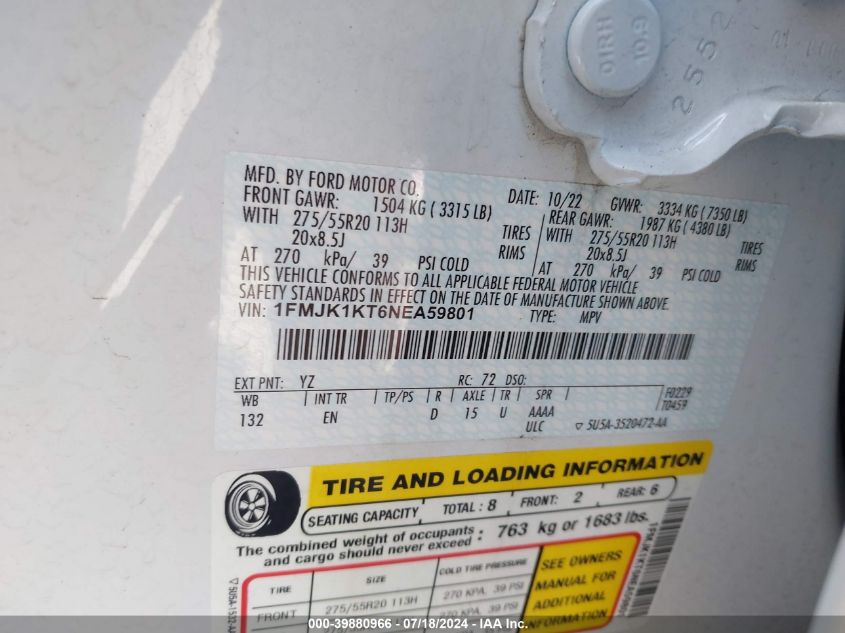 01RH
10.9
2552
MFD. BY FORD MOTOR CO.
DATE: 10/22 GVWR: 3334 KG ( 7350 LB)
FRONT GAWR: 1504 KG ( 3315 LB)
REAR GAWR: 1987 KG ( 4380 LB)
WITH 275/55R20 113H TIRES
WITH 275/55R20 113H TIRES
20x8.5J RIMS
20x8.5J RIMS
AT 270 kPa/ 39 PSI COLD
AT 270 kPa/ 39 PSI COLD
THIS VEHICLE CONFORMS TO ALL APPLICABLE FEDERAL MOTOR VEHICLE
SAFETY STANDARDS IN EFFECT ON THE DATE OF MANUFACTURE SHOWN ABOVE.
VIN: 1FMJK1KT6NEA59801 TYPE: MPV
EXT PNT: YZ RC: 72 DSO:
WB INT TR TP/PS R AXLE TR SPR F0229
132 EN D 15 U AAAA T0459
ULC ▽ 5U5A-3520472-AA
TIRE AND LOADING INFORMATION
SEATING CAPACITY TOTAL : 8 FRONT: 2 REAR: 6
The combined weight of occupants : 763 kg or 1683 lbs.
and cargo should never exceed
TIRE SIZE COLD TIRE PRESSURE
FRONT 275/55R20 113H 270 KPA, 39 PSI
SEE OWNERS
MANUAL FOR
ADDITIONAL
INFORMATION
000-39880966 - 07/18/2024 - IAA Inc.